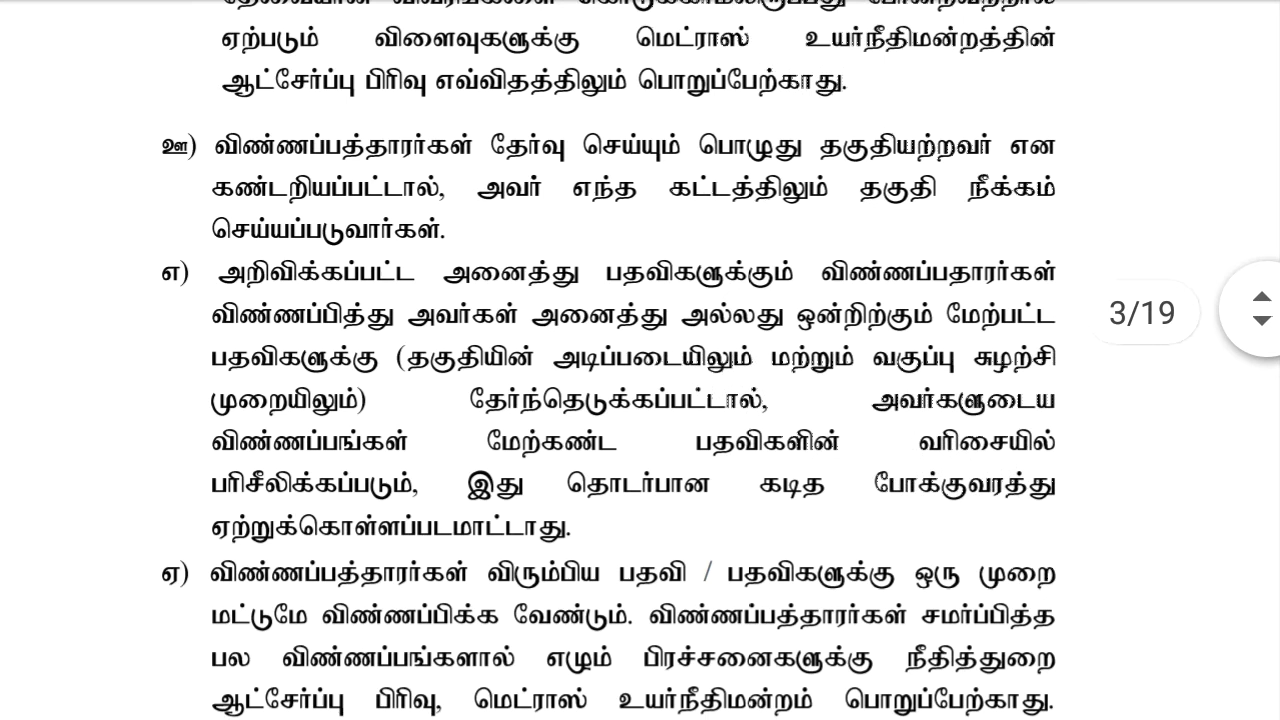 ஏற்படும் விளைவுகளுக்கு மெட்ராஸ் உயர்நீதிமன்றத்தின்
ஆட்சேர்ப்பு பிரிவு எவ்விதத்திலும் பொறுப்பேற்காது.
ஊ) விண்ணப்பத்தாரர்கள் தேர்வு செய்யும் பொழுது தகுதியற்றவர் என
கண்டறியப்பட்டால், அவர் எந்த கட்டத்திலும் தகுதி நீக்கம்
செய்யப்படுவார்கள்.
எ) அறிவிக்கப்பட்ட அனைத்து பதவிகளுக்கும் விண்ணப்பதாரர்கள்
விண்ணப்பித்து அவர்கள் அனைத்து அல்லது ஒன்றிற்கும் மேற்பட்ட
பதவிகளுக்கு (தகுதியின் அடிப்படையிலும் மற்றும் வகுப்பு சுழற்சி
முறையிலும்) தேர்ந்தெடுக்கப்பட்டால், அவர்களுடைய
விண்ணப்பங்கள் மேற்கண்ட பதவிகளின் வரிசையில்
பரிசீலிக்கப்படும், இது தொடர்பான கடித போக்குவரத்து
ஏற்றுக்கொள்ளப்படமாட்டாது.
ஏ) விண்ணப்பத்தாரர்கள் விரும்பிய பதவி / பதவிகளுக்கு ஒரு முறை
மட்டுமே விண்ணப்பிக்க வேண்டும். விண்ணப்பத்தாரர்கள் சமர்ப்பித்த
பல விண்ணப்பங்களால் எழும் பிரச்சனைகளுக்கு நீதித்துறை
ஆட்சேர்ப்பு பிரிவு, மெட்ராஸ் உயர்நீதிமன்றம் பொறுப்பேற்காது.
3/19